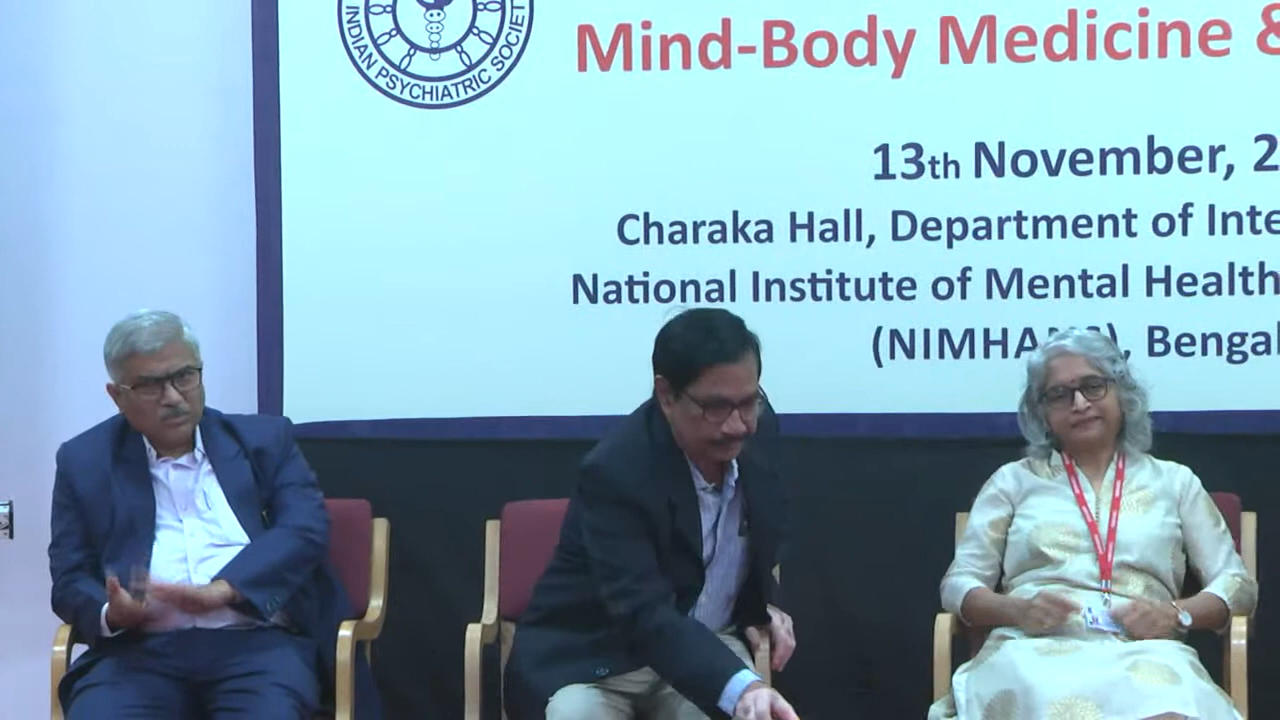 INDIAN PSYCHIATRIC SOCIETY
Mind-Body Medicine &
13th November, 2
Charaka Hall, Department of Inte
National Institute of Mental Health
(NIMHANS), Bengal